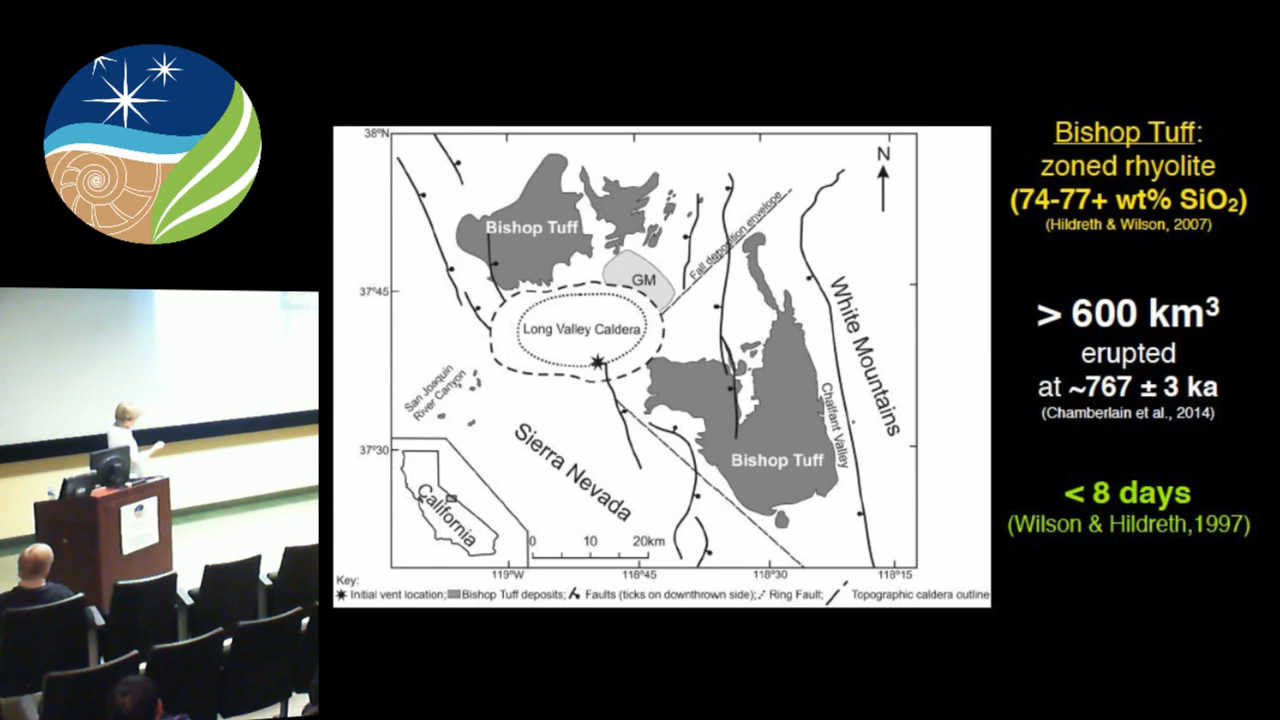 38°N
N
Bishop Tuff
Fall deposition envelope
GM
37°45
Long Valley Caldera
White Mountains
San Joaquin
River Canyon
Chalfant Valley
37°30
Sierra Nevada
Bishop Tuff
California
0 10 20km
119°W 118°45 118°30 118°15
Key:
Initial vent location; Bishop Tuff deposits; Faults (ticks on downthrown side); Ring Fault; Topographic caldera outline
Bishop Tuff:
zoned rhyolite
(74-77+ wt% SiO₂)
(Hildreth & Wilson, 2007)
> 600 km³
erupted
at ~767 ± 3 ka
(Chamberlain et al., 2014)
< 8 days
(Wilson & Hildreth,1997)